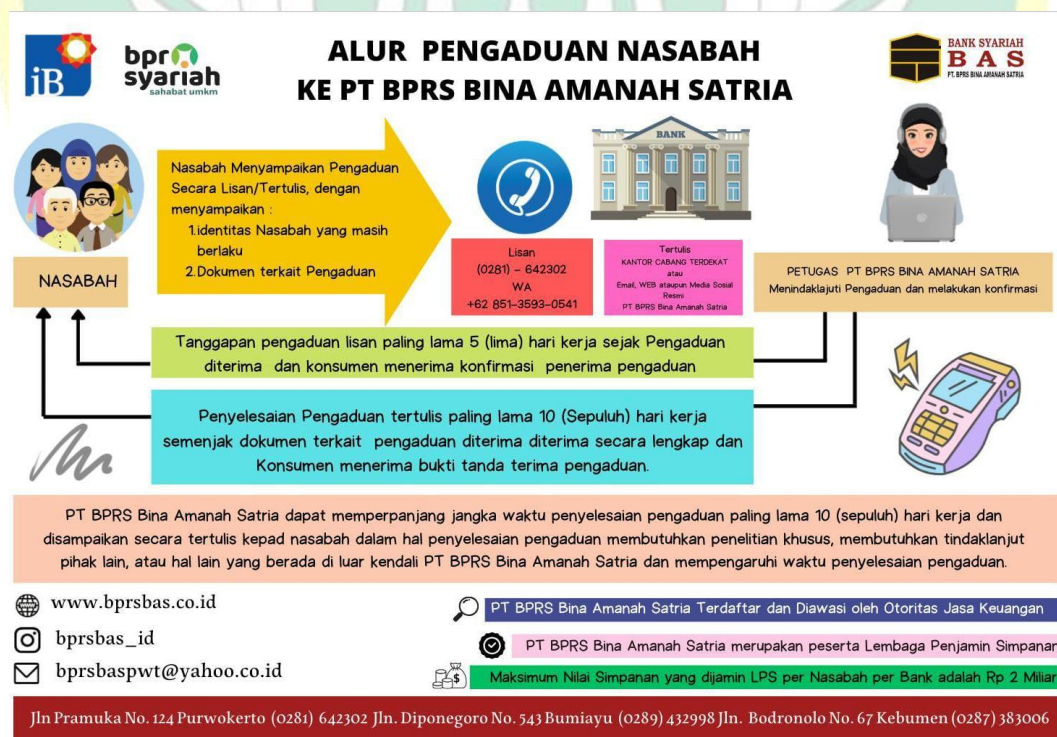 iB
bpr
syariah
sahabat umkm
ALUR PENGADUAN NASABAH
KE PT BPRS BINA AMANAH SATRIA
BANK SYARIAH
BAS
PT. BPRS BINA AMANAH SATRIA
NASABAH
Nasabah Menyampaikan Pengaduan
Secara Lisan/Tertulis, dengan
menyampaikan :
1.identitas Nasabah yang masih
berlaku
2.Dokumen terkait Pengaduan
Lisan
(0281) - 642302
WA
+62 851-3593-0541
BANK
Tertulis
KANTOR CABANG TERDEKAT
atau
Email, WEB ataupun Media Sosial
Resmi
PT BPRS Bina Amanah Satria
PETUGAS PT BPRS BINA AMANAH SATRIA
Menindaklajuti Pengaduan dan melakukan konfirmasi
Tanggapan pengaduan lisan paling lama 5 (lima) hari kerja sejak Pengaduan
diterima dan konsumen menerima konfirmasi penerima pengaduan
Penyelesaian Pengaduan tertulis paling lama 10 (Sepuluh) hari kerja
semenjak dokumen terkait pengaduan diterima diterima secara lengkap dan
Konsumen menerima bukti tanda terima pengaduan.
PT BPRS Bina Amanah Satria dapat memperpanjang jangka waktu penyelesaian pengaduan paling lama 10 (sepuluh) hari kerja dan
disampaikan secara tertulis kepad nasabah dalam hal penyelesaian pengaduan membutuhkan penelitian khusus, membutuhkan tindaklanjut
pihak lain, atau hal lain yang berada di luar kendali PT BPRS Bina Amanah Satria dan mempengaruhi waktu penyelesaian pengaduan.
www.bprsbas.co.id
bprsbas_id
bprsbaspwt@yahoo.co.id
PT BPRS Bina Amanah Satria Terdaftar dan Diawasi oleh Otoritas Jasa Keuangan
PT BPRS Bina Amanah Satria merupakan peserta Lembaga Penjamin Simpanan
$
Maksimum Nilai Simpanan yang dijamin LPS per Nasabah per Bank adalah Rp 2 Miliar
Jln Pramuka No. 124 Purwokerto (0281) 642302 Jln. Diponegoro No. 543 Bumiayu (0289) 432998 Jln. Bodronolo No. 67 Kebumen (0287) 383006